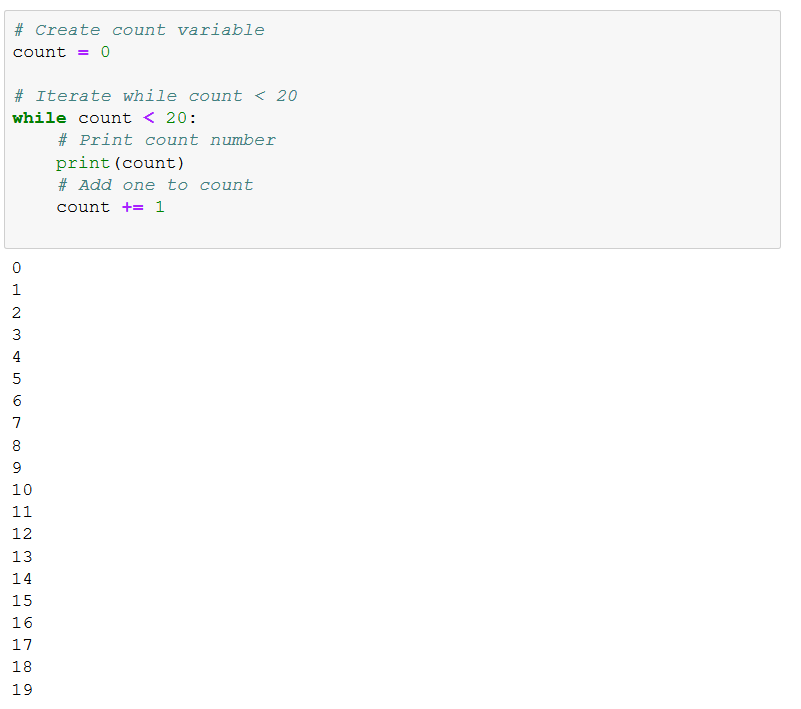 # Create count variable
count = 0
# Iterate while count < 20
while count < 20:
    # Print count number
    print(count)
    # Add one to count
    count += 1
0
1
2
3
4
5
6
7
8
9
10
11
12
13
14
15
16
17
18
19